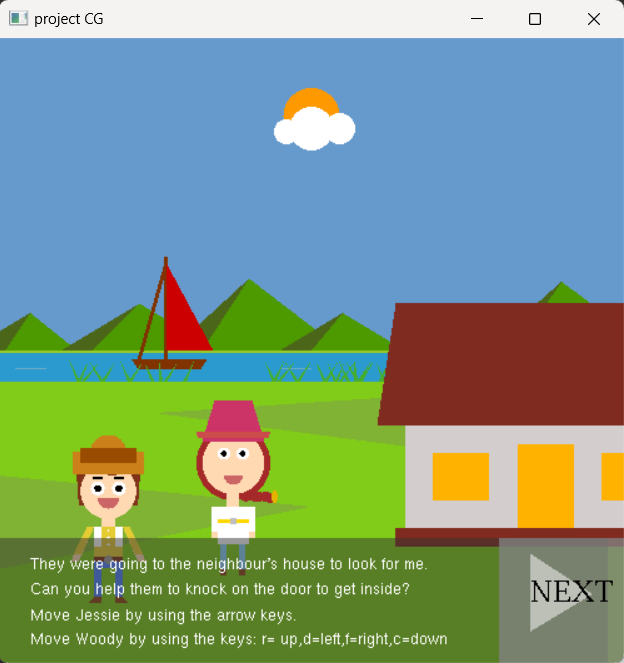 project CG
They were going to the neighbour's house to look for me.
Can you help them to knock on the door to get inside?
Move Jessie by using the arrow keys.
Move Woody by using the keys: r= up,d=left,f=right,c=down
NEXT